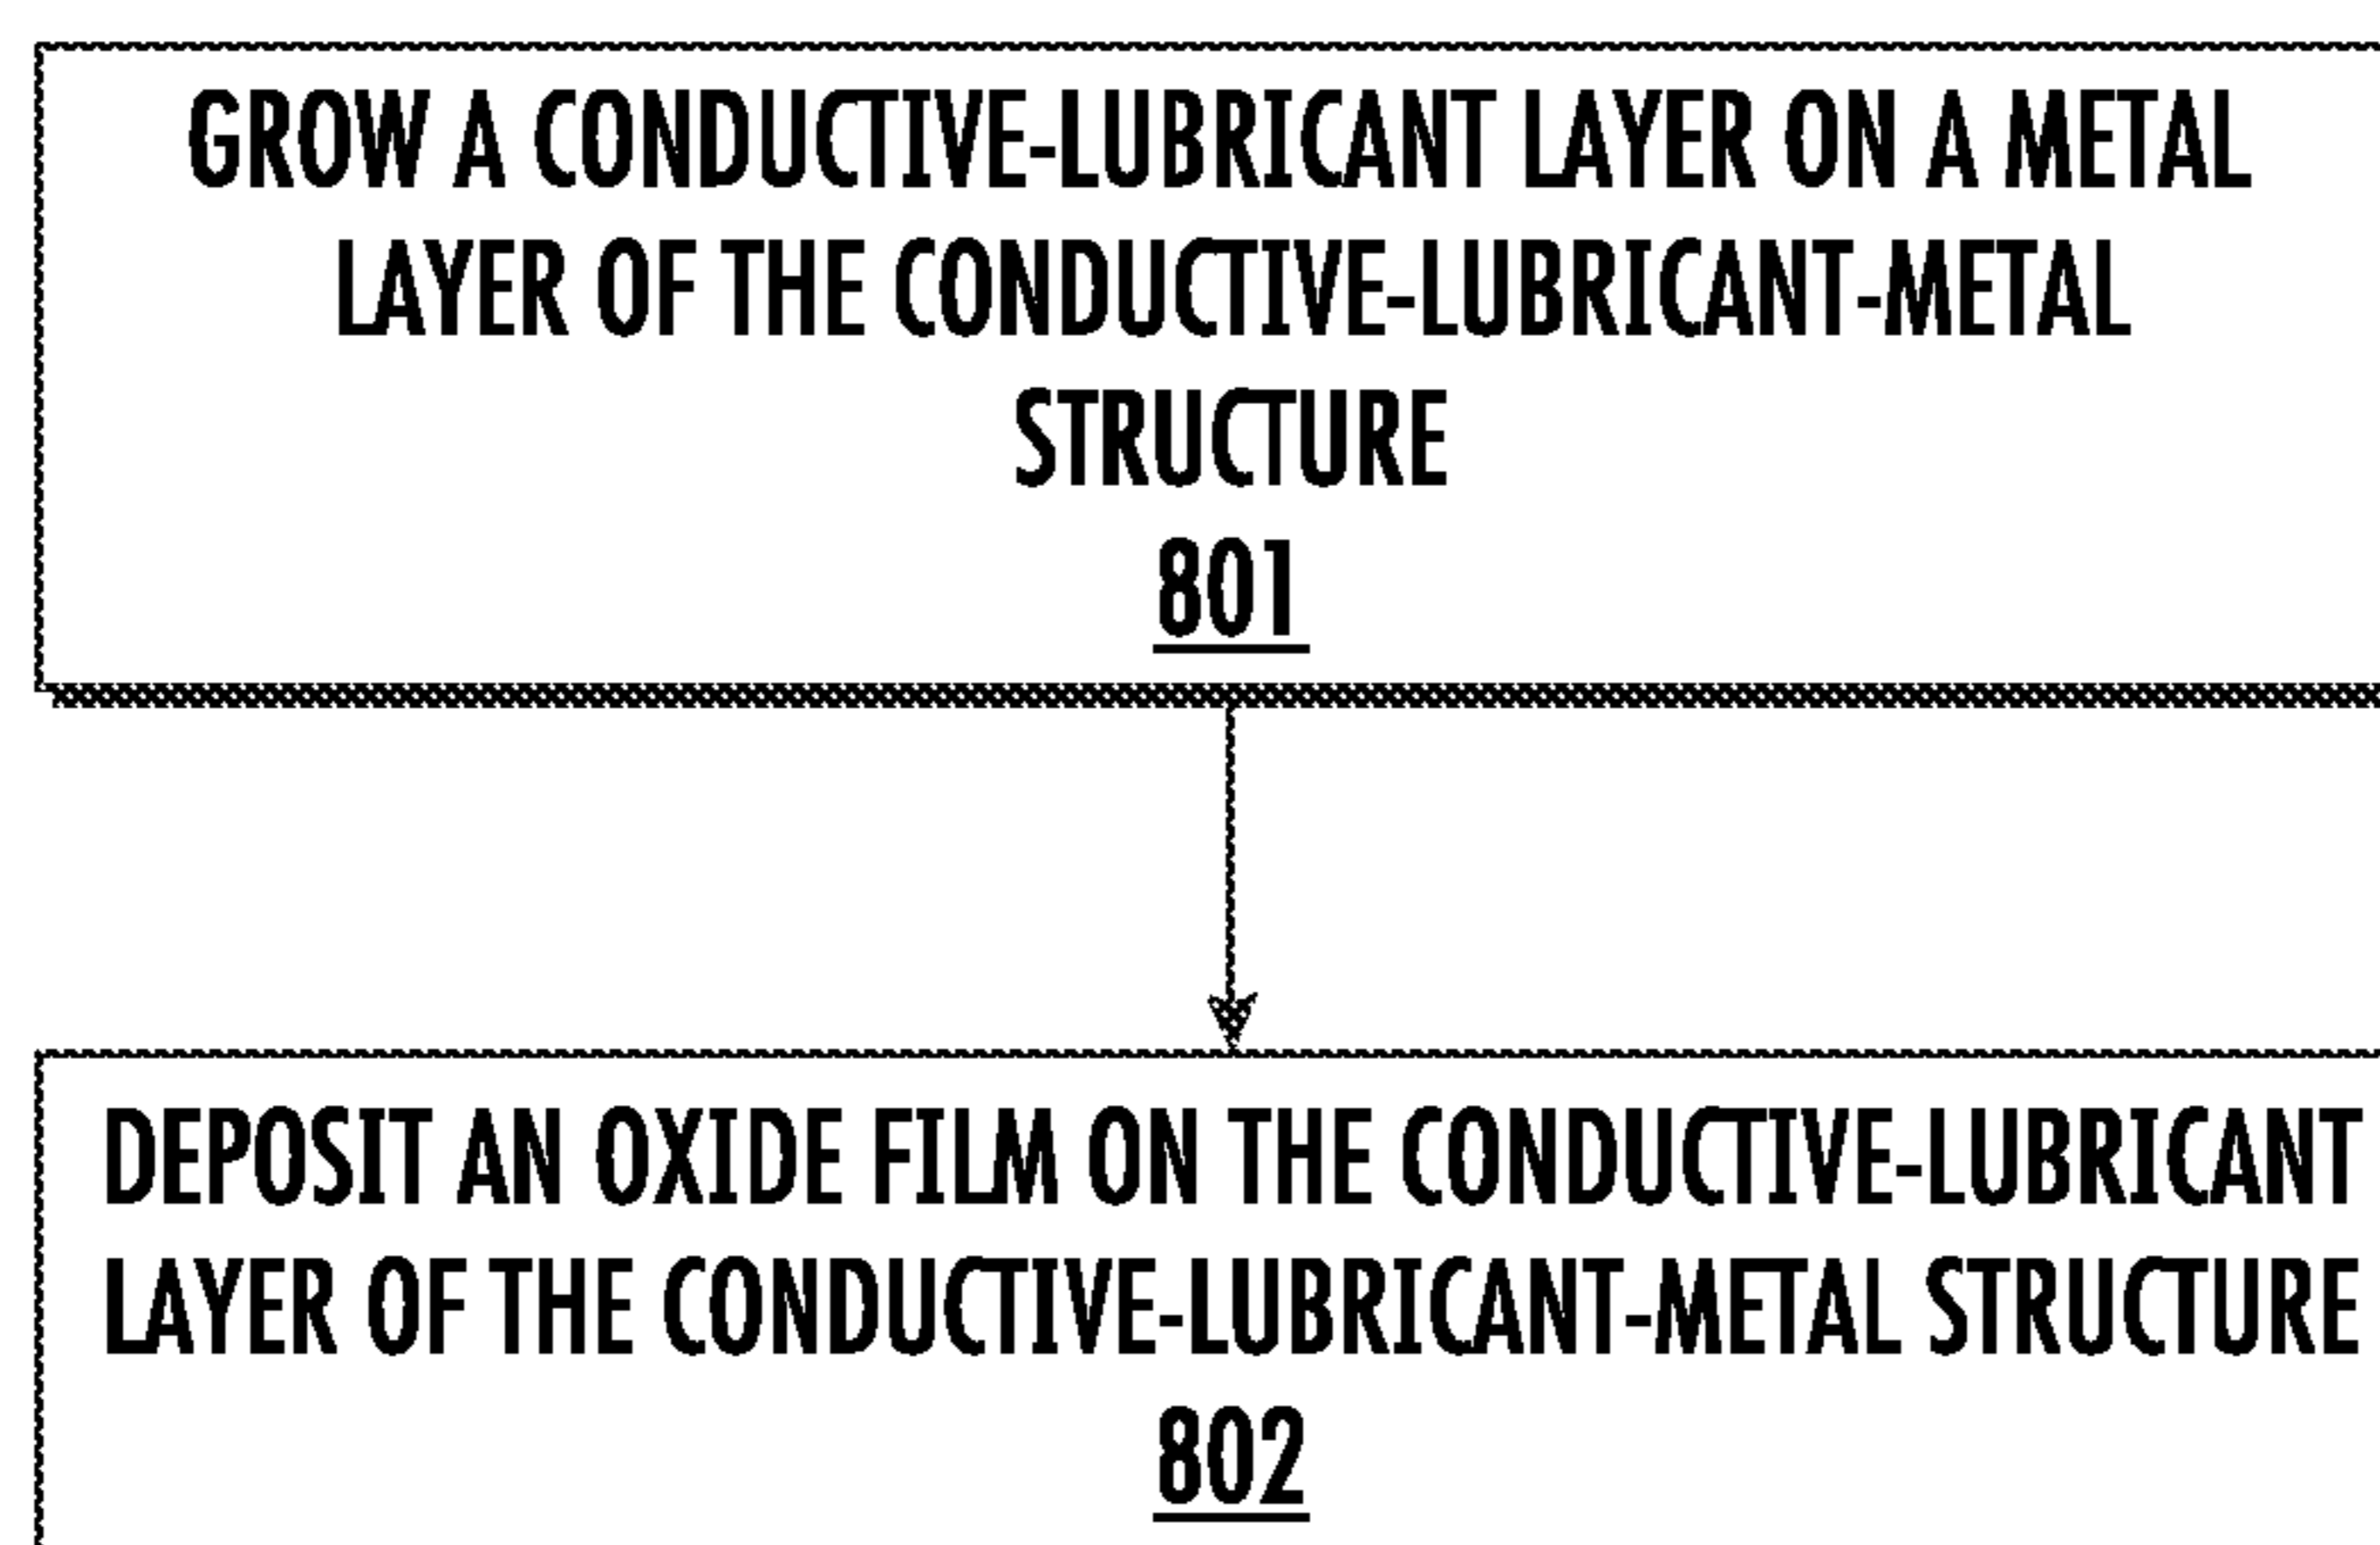 GROW A CONDUCTIVE-LUBRICANT LAYER ON A METAL
LAYER OF THE CONDUCTIVE-LUBRICANT-METAL
STRUCTURE
801
DEPOSIT AN OXIDE FILM ON THE CONDUCTIVE-LUBRICANT
LAYER OF THE CONDUCTIVE-LUBRICANT-METAL STRUCTURE
802